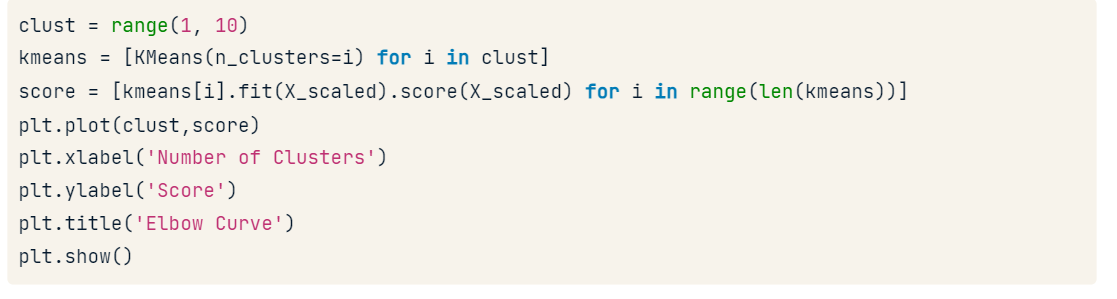 clust = range(1, 10)
kmeans = [KMeans(n_clusters=i) for i in clust]
score = [kmeans[i].fit(X_scaled).score(X_scaled) for i in range(len(kmeans))]
plt.plot(clust,score)
plt.xlabel('Number of Clusters')
plt.ylabel('Score')
plt.title('Elbow Curve')
plt.show()